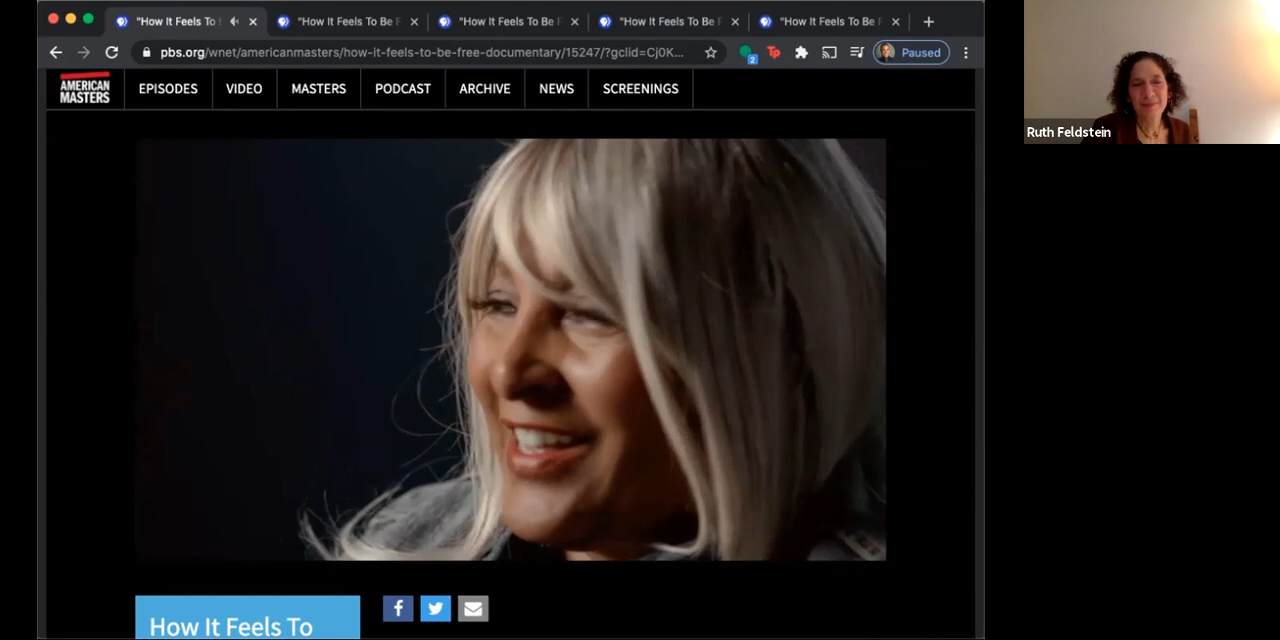 "How It Feels To
"How It Feels To Be F
"How It Feels To Be F
"How It Feels To Be F
"How It Feels To Be F
pbs.org/wnet/americanmasters/how-it-feels-to-be-free-documentary/15247/?gclid=Cj0K...
2
Tp
Paused
AMERICAN
MASTERS
EPISODES
VIDEO
MASTERS
PODCAST
ARCHIVE
NEWS
SCREENINGS
Ruth Feldstein
How It Feels To